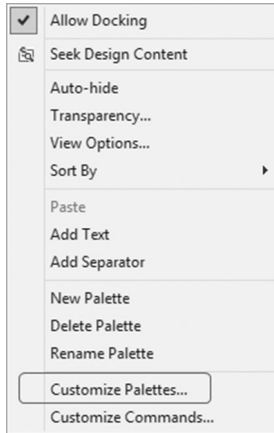 Allow Docking
Seek Design Content
Auto-hide
Transparency...
View Options...
Sort By
Paste
Add Text
Add Separator
New Palette
Delete Palette
Rename Palette
Customize Palettes...
Customize Commands...